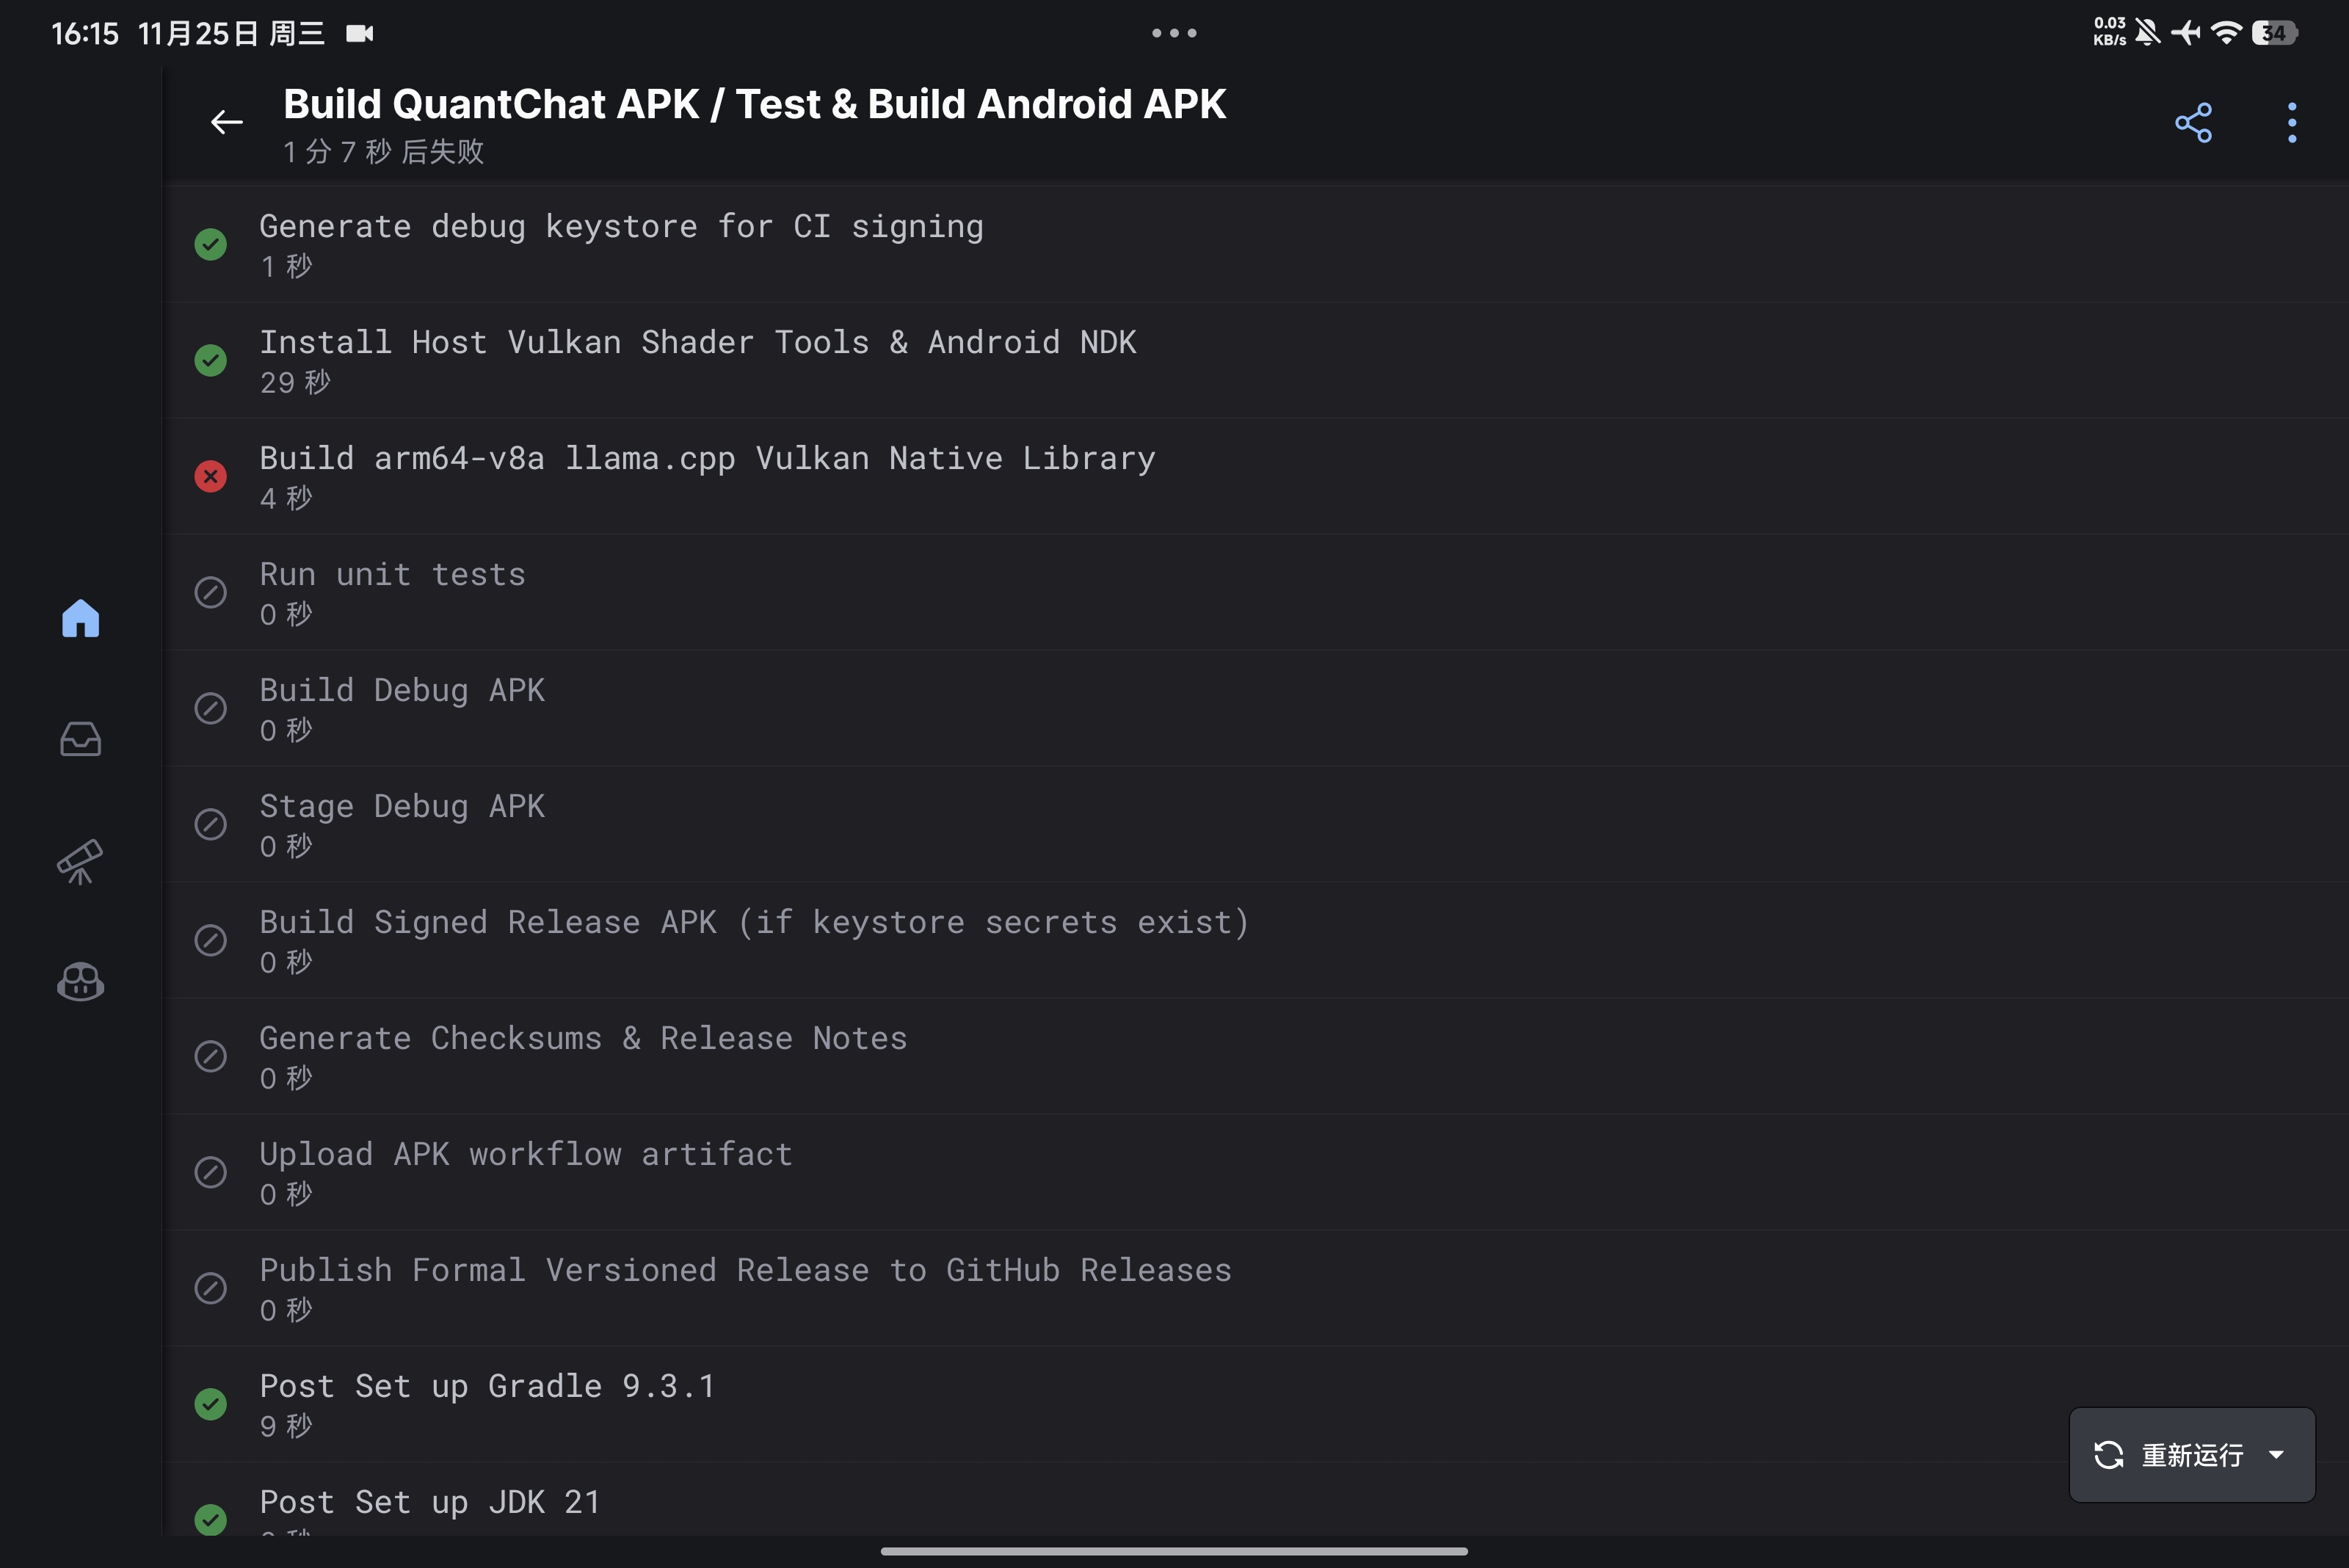 16:15 11月25日 周三
0.03
KB/s
34
Build QuantChat APK / Test & Build Android APK
1 分 7 秒 后失败
Generate debug keystore for CI signing
1 秒
Install Host Vulkan Shader Tools & Android NDK
29 秒
Build arm64-v8a llama.cpp Vulkan Native Library
4 秒
Run unit tests
0 秒
Build Debug APK
0 秒
Stage Debug APK
0 秒
Build Signed Release APK (if keystore secrets exist)
0 秒
Generate Checksums & Release Notes
0 秒
Upload APK workflow artifact
0 秒
Publish Formal Versioned Release to GitHub Releases
0 秒
Post Set up Gradle 9.3.1
9 秒
重新运行
Post Set up JDK 21